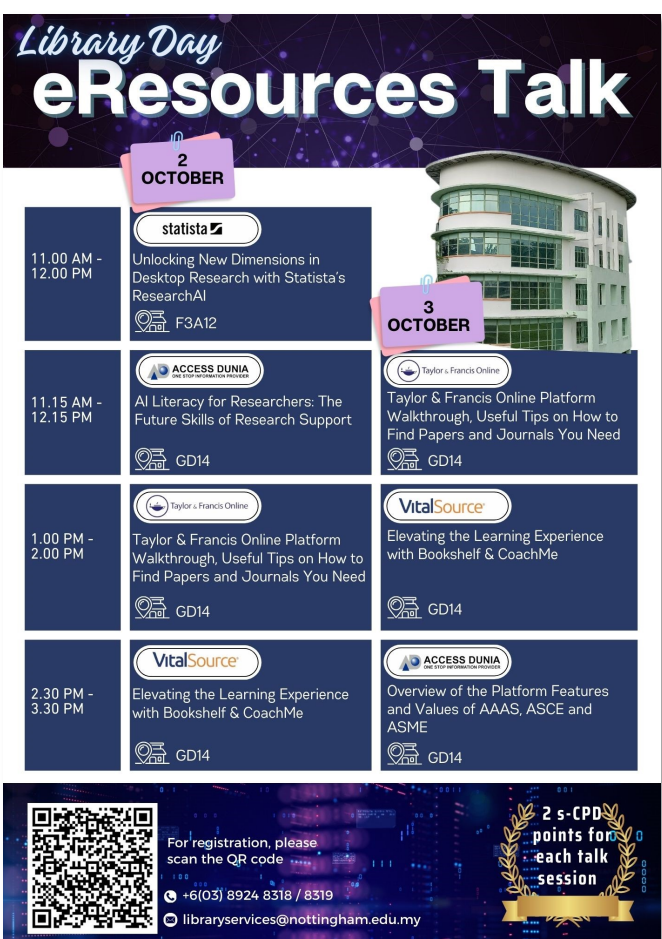 Library Day
eResources Talk
2
OCTOBER
11.00 AM -
12.00 PM
statista
Unlocking New Dimensions in
Desktop Research with Statista's
ResearchAI
F3A12
3
OCTOBER
11.15 AM -
12.15 PM
ACCESS DUNIA
ONE STOP INFORMATION PROVIDER
AI Literacy for Researchers: The
Future Skills of Research Support
GD14
Taylor & Francis Online
Taylor & Francis Online Platform
Walkthrough, Useful Tips on How to
Find Papers and Journals You Need
GD14
1.00 PM -
2.00 PM
Taylor & Francis Online
Taylor & Francis Online Platform
Walkthrough, Useful Tips on How to
Find Papers and Journals You Need
GD14
VitalSource
Elevating the Learning Experience
with Bookshelf & CoachMe
GD14
2.30 PM -
3.30 PM
VitalSource
Elevating the Learning Experience
with Bookshelf & CoachMe
GD14
ACCESS DUNIA
ONE STOP INFORMATION PROVIDER
Overview of the Platform Features
and Values of AAAS, ASCE and
ASME
GD14
For registration, please
scan the QR code
+6(03) 8924 8318 / 8319
libraryservices@nottingham.edu.my
2 s-CPD
points for
each talk
session